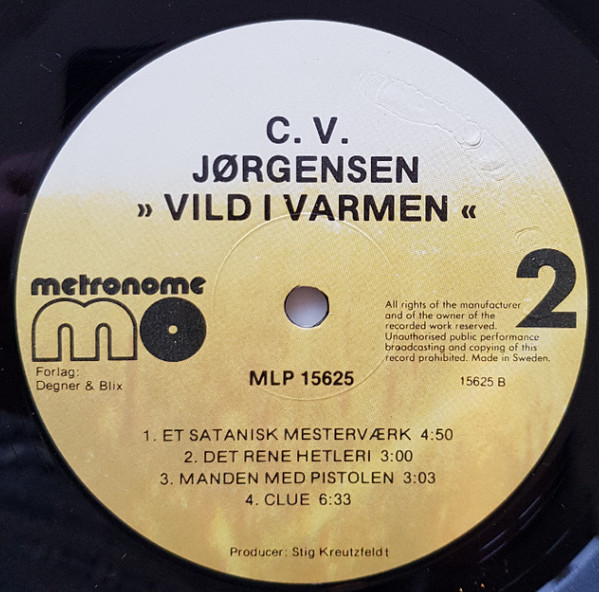 C. V.
JØRGENSEN
» VILD I VARMEN «
metronome
mo
2
All rights of the manufacturer
and of the owner of the
recorded work reserved.
Unauthorised public performance
broadcasting and copying of this
record prohibited. Made in Sweden.
Forlag:
Degner & Blix
MLP 15625
15625 B
1. ET SATANISK MESTERVÆRK 4:50
2. DET RENE HETLERI 3:00
3. MANDEN MED PISTOLEN 3:03
4. CLUE 6:33
Producer: Stig Kreutzfeldt